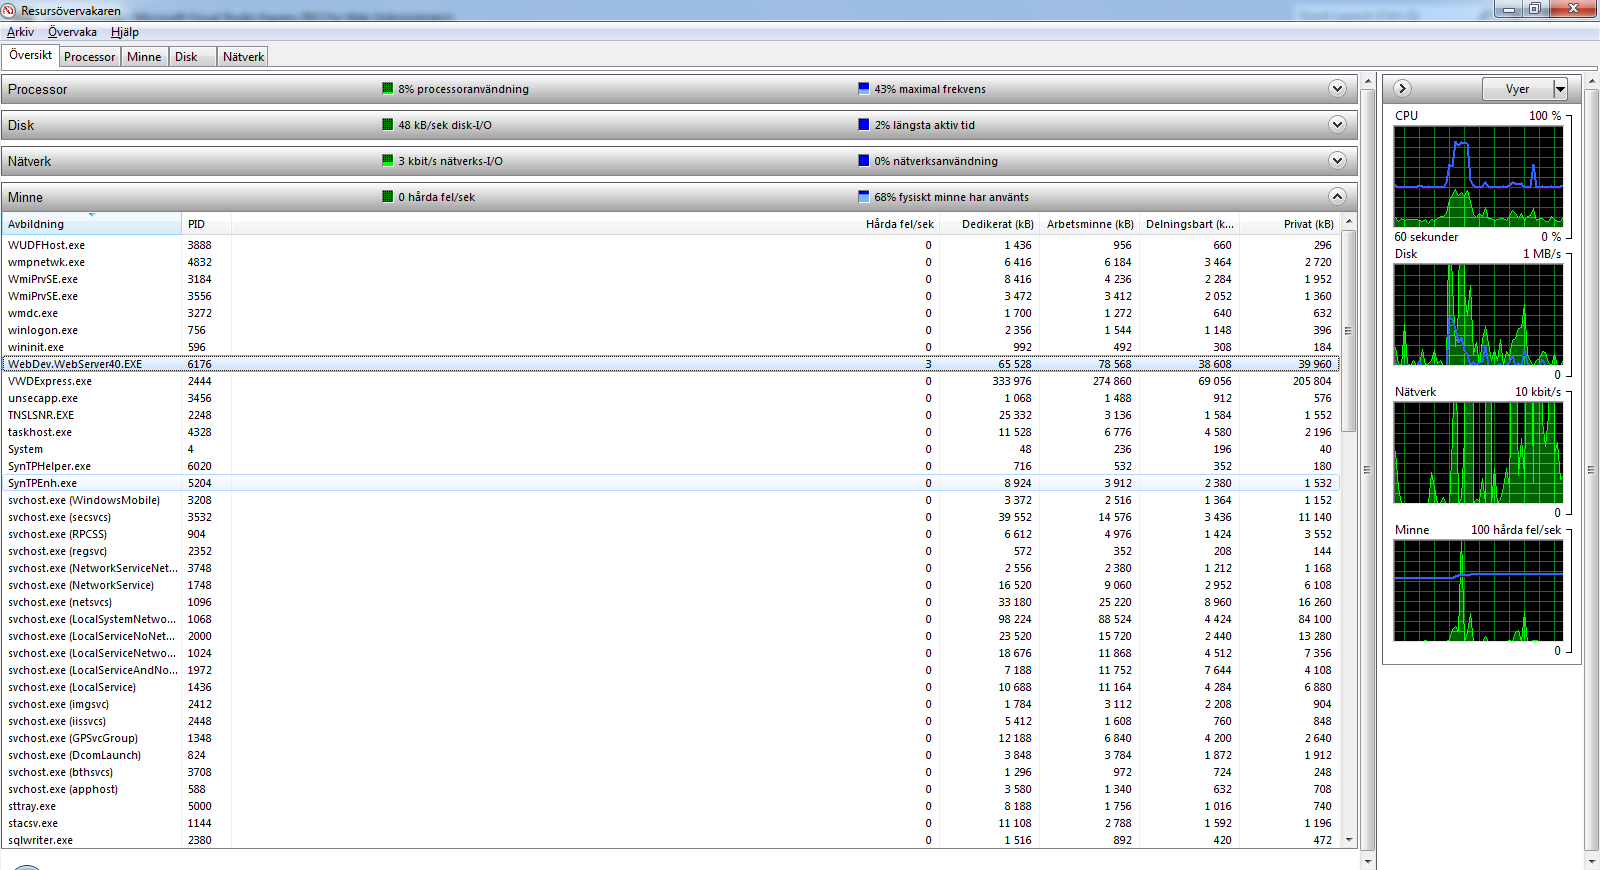 Resursövervakaren
Arkiv Övervaka Hjälp
Översikt Processor Minne Disk Nätverk
Processor 8% processoranvändning 43% maximal frekvens
Disk 48 kB/sek disk-I/O 2% längsta aktiv tid
Nätverk 3 kbit/s nätverks-I/O 0% nätverksanvändning
Minne 0 hårda fel/sek 68% fysiskt minne har använts
Avbildning PID Hårda fel/sek Dedikerat (kB) Arbetsminne (kB) Delningsbart (k... Privat (kB)
WUDFHost.exe 3888 0 1 436 956 660 296
wmpnetwk.exe 4832 0 6 416 6 184 3 464 2 720
WmiPrvSE.exe 3184 0 8 416 4 236 2 284 1 952
WmiPrvSE.exe 3556 0 3 472 3 412 2 052 1 360
wmdc.exe 3272 0 1 700 1 272 640 632
winlogon.exe 756 0 2 356 1 544 1 148 396
wininit.exe 596 0 992 492 308 184
WebDev.WebServer40.EXE 6176 3 65 528 78 568 38 608 39 960
VWDExpress.exe 2444 0 333 976 274 860 69 056 205 804
unsecapp.exe 3456 0 1 068 1 488 912 576
TNSLSNR.EXE 2248 0 25 332 3 136 1 584 1 552
taskhost.exe 4328 0 11 528 6 776 4 580 2 196
System 4 0 48 236 196 40
SynTPHelper.exe 6020 0 716 532 352 180
SynTPEnh.exe 5204 0 8 924 3 912 2 380 1 532
svchost.exe (WindowsMobile) 3208 0 3 372 2 516 1 364 1 152
svchost.exe (secsvcs) 3532 0 39 552 14 576 3 436 11 140
svchost.exe (RPCSS) 904 0 6 612 4 976 1 424 3 552
svchost.exe (regsvc) 2352 0 572 352 208 144
svchost.exe (NetworkServiceNet... 3748 0 2 556 2 380 1 212 1 168
svchost.exe (NetworkService) 1748 0 16 520 9 060 2 952 6 108
svchost.exe (netsvcs) 1096 0 33 180 25 220 8 960 16 260
svchost.exe (LocalSystemNetwo... 1068 0 98 224 88 524 4 424 84 100
svchost.exe (LocalServiceNoNet... 2000 0 23 520 15 720 2 440 13 280
svchost.exe (LocalServiceNetwo... 1024 0 18 676 11 868 4 512 7 356
svchost.exe (LocalServiceAndNo... 1972 0 7 188 11 752 7 644 4 108
svchost.exe (LocalService) 1436 0 10 688 11 164 4 284 6 880
svchost.exe (imgsvc) 2412 0 1 784 3 112 2 208 904
svchost.exe (iissvcs) 2448 0 5 412 1 608 760 848
svchost.exe (GPSvcGroup) 1348 0 12 188 6 840 4 200 2 640
svchost.exe (DcomLaunch) 824 0 3 848 3 784 1 872 1 912
svchost.exe (bthsvcs) 3708 0 1 296 972 724 248
svchost.exe (apphost) 588 0 3 580 1 340 632 708
sttray.exe 5000 0 8 188 1 756 1 016 740
stacsv.exe 1144 0 11 108 2 788 1 592 1 196
sqlwriter.exe 2380 0 1 516 892 420 472
Vyer
CPU 100 %
60 sekunder 0 %
Disk 1 MB/s
0
Nätverk 10 kbit/s
0
Minne 100 hårda fel/sek
0